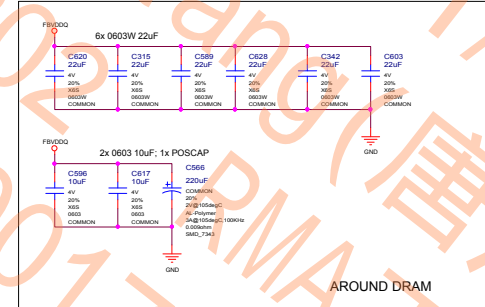 FBVDDQ
6x 0603W 22uF
C620 C315 C589 C628 C342 C603
22uF 22uF 22uF 22uF 22uF 22uF
4V 4V 4V 4V 4V 4V
20% 20% 20% 20% 20% 20%
X6S X6S X6S X6S X6S X6S
0603W 0603W 0603W 0603W 0603W 0603W
COMMON COMMON COMMON COMMON COMMON COMMON
GND
FBVDDQ
2x 0603 10uF; 1x POSCAP
C596 C617 C566
10uF 10uF 220uF
4V 4V COMMON
20% 20% 20%
X6S X6S 2V@105degC
0603 0603 AL-Polymer
COMMON COMMON 3A@105degC,100KHz
0.009ohm
SMD_7343
GND
AROUND DRAM
ang(唐
RMA